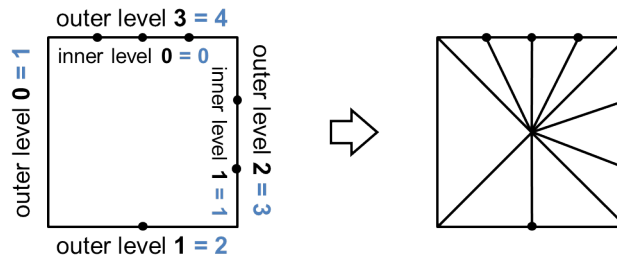 outer level 3 = 4
inner level 0 = 0
outer level 0 = 1
inner level 1 = 1
outer level 2 = 3
outer level 1 = 2